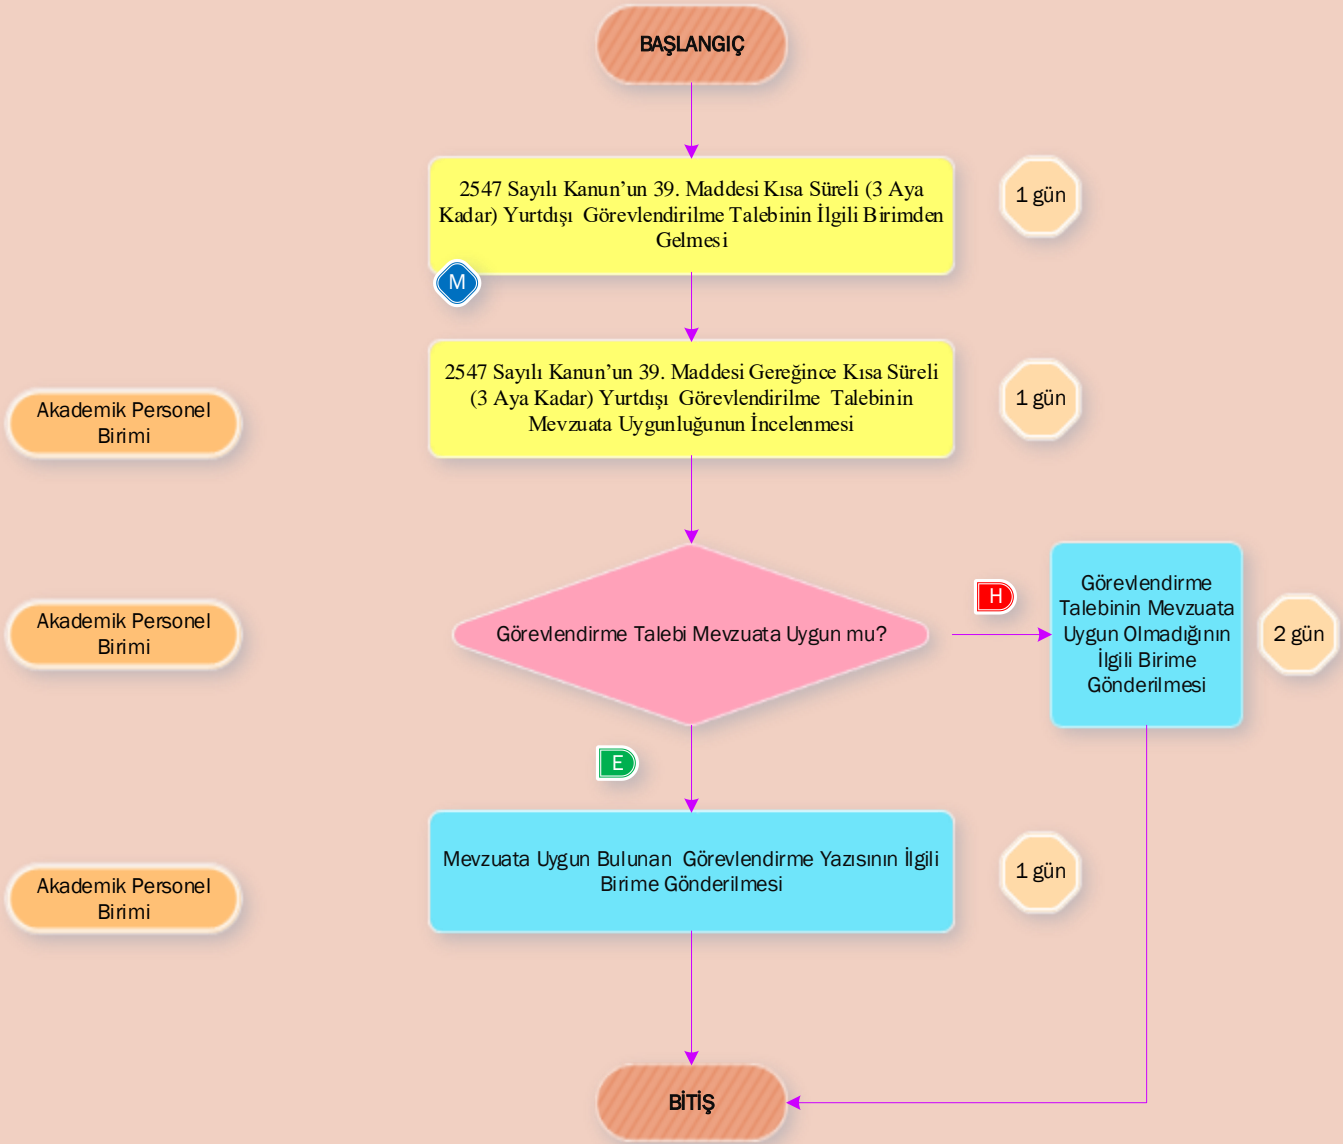 BAŞLANGIÇ
2547 Sayılı Kanun’un 39. Maddesi Kısa Süreli (3 Aya
Kadar) Yurtdışı Görevlendirilme Talebinin İlgili Birimden
Gelmesi
1 gün
M
2547 Sayılı Kanun’un 39. Maddesi Gereğince Kısa Süreli
(3 Aya Kadar) Yurtdışı Görevlendirilme Talebinin
Mevzuata Uygunluğunun İncelenmesi
1 gün
Akademik Personel
Birimi
Görevlendirme Talebi Mevzuata Uygun mu?
H
Görevlendirme
Talebinin Mevzuata
Uygun Olmadığının
İlgili Birime
Gönderilmesi
2 gün
Akademik Personel
Birimi
E
Mevzuata Uygun Bulunan Görevlendirme Yazısının İlgili
Birime Gönderilmesi
1 gün
Akademik Personel
Birimi
BİTİŞ